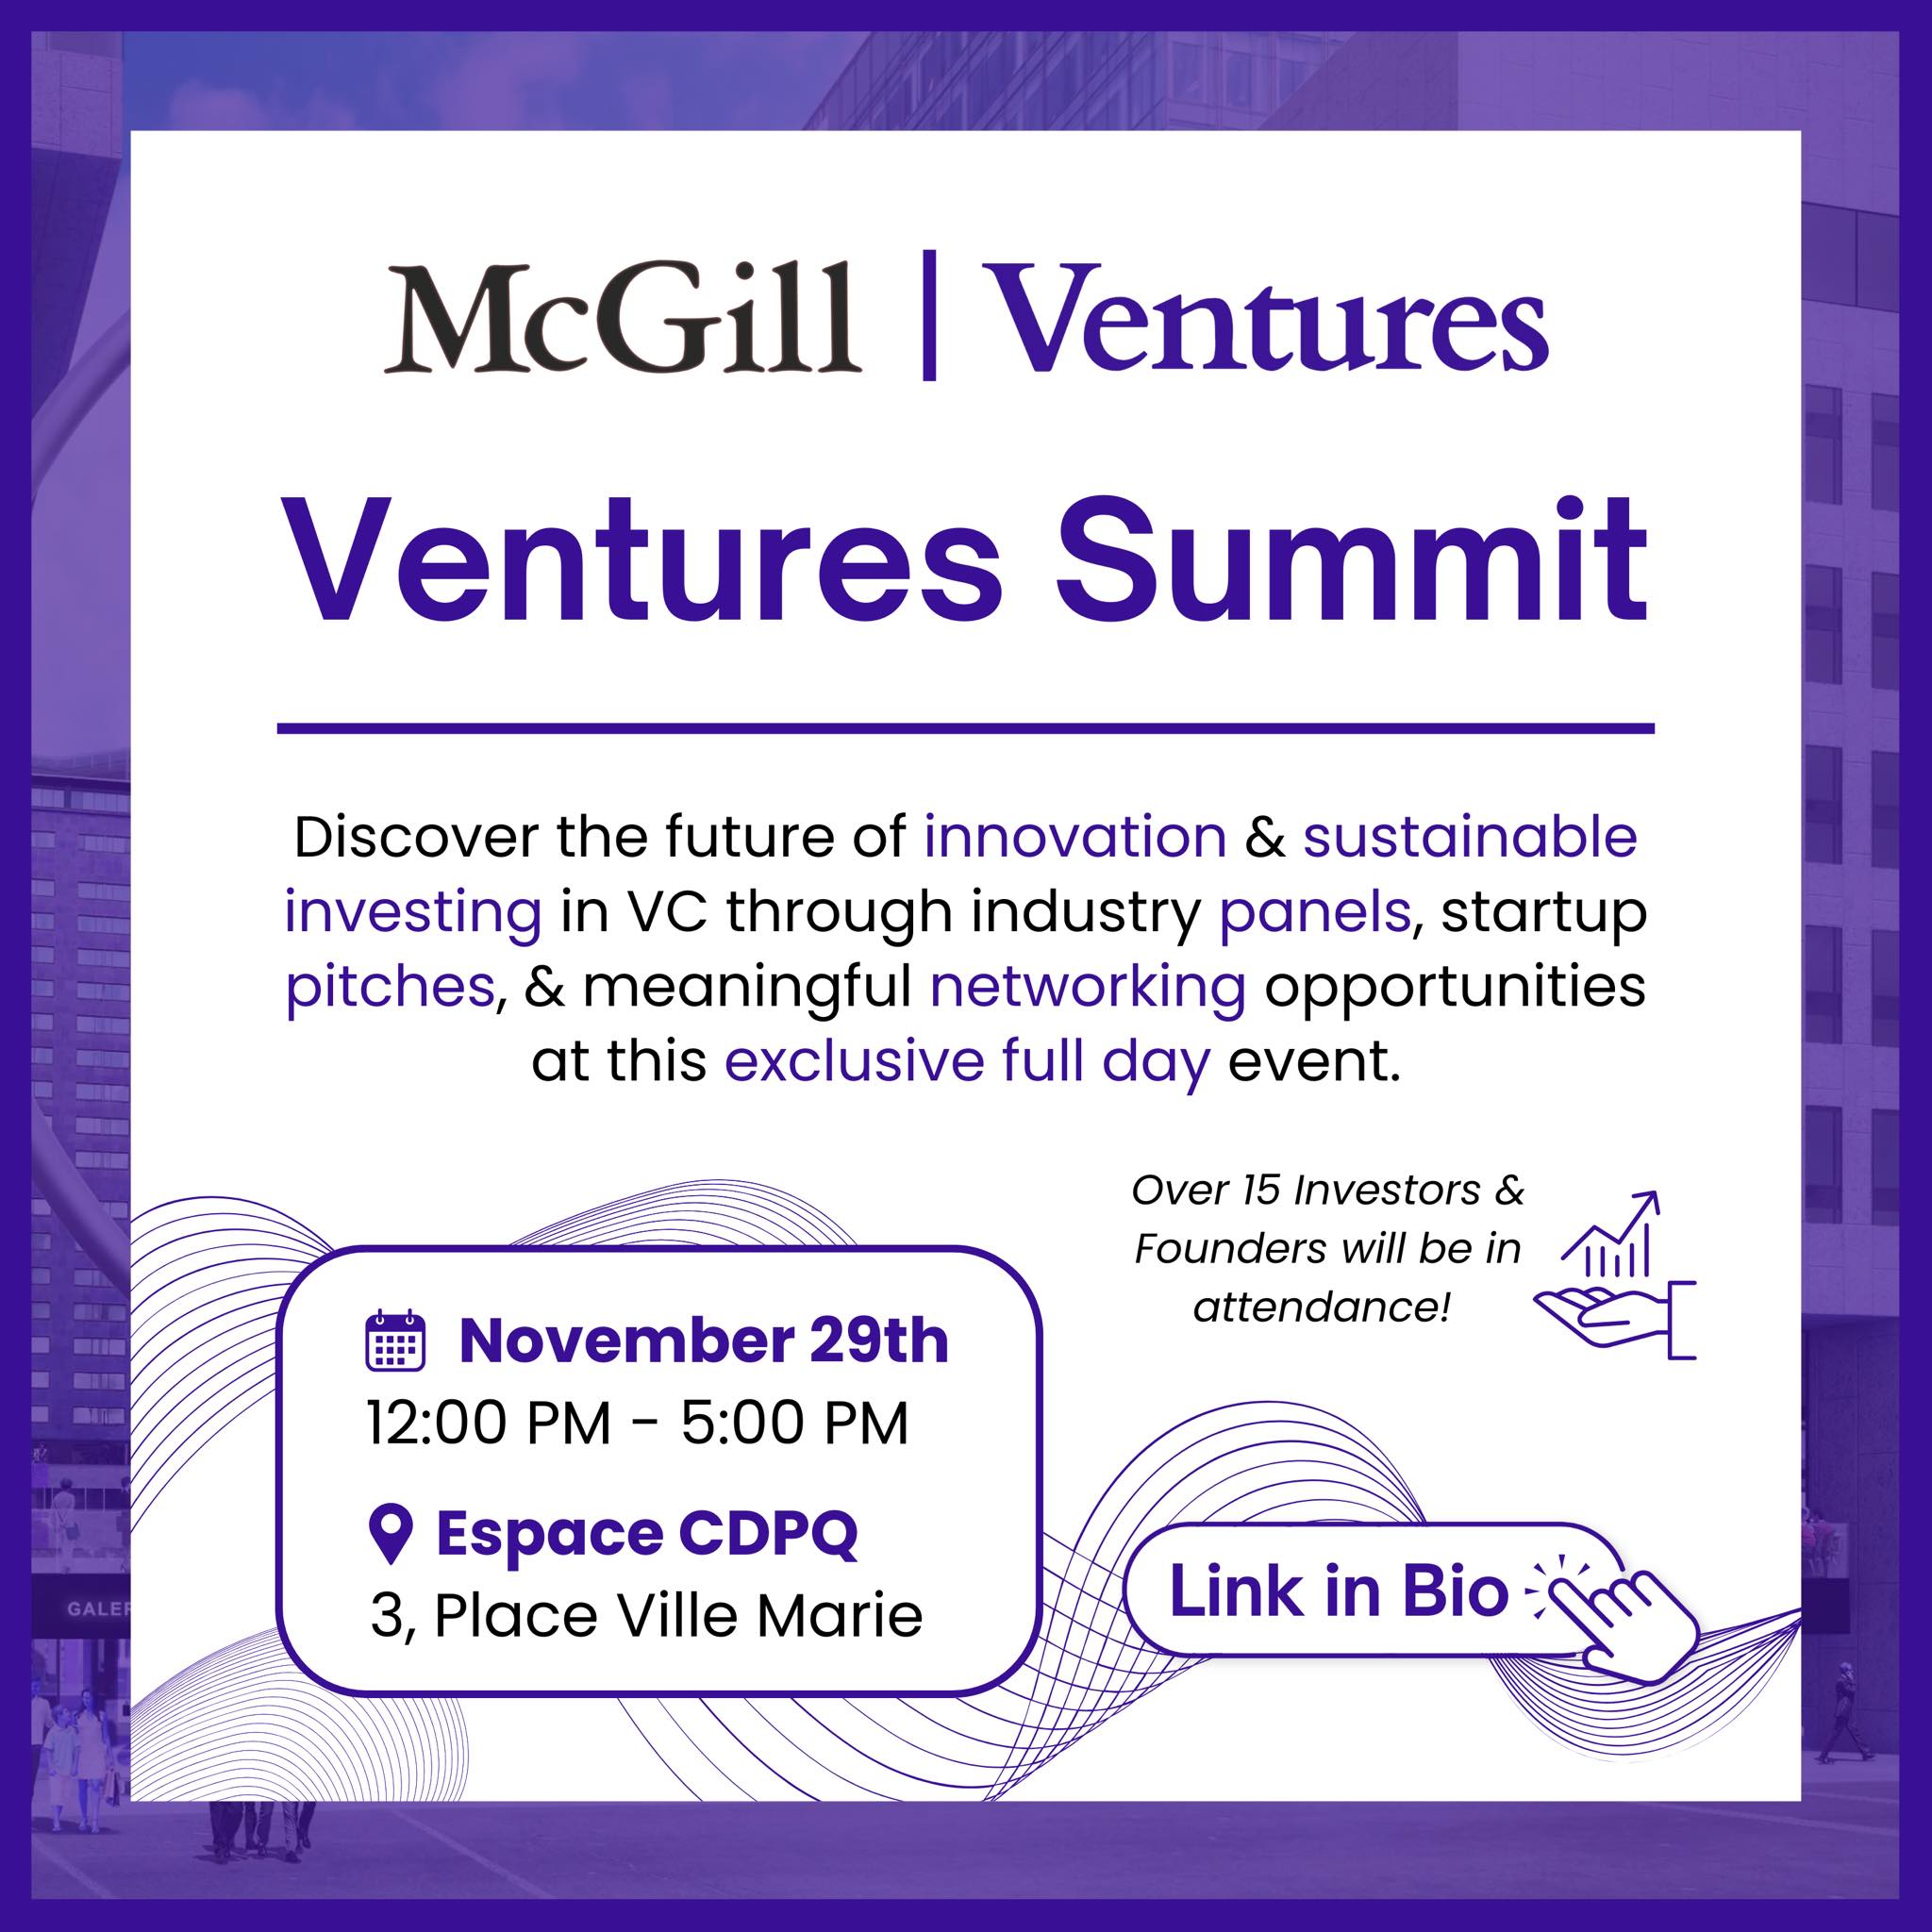 McGill | Ventures
Ventures Summit
Discover the future of innovation & sustainable
investing in VC through industry panels, startup
pitches, & meaningful networking opportunities
at this exclusive full day event.
Over 15 Investors &
Founders will be in
attendance!
November 29th
12:00 PM - 5:00 PM
Espace CDPQ
3, Place Ville Marie
Link in Bio